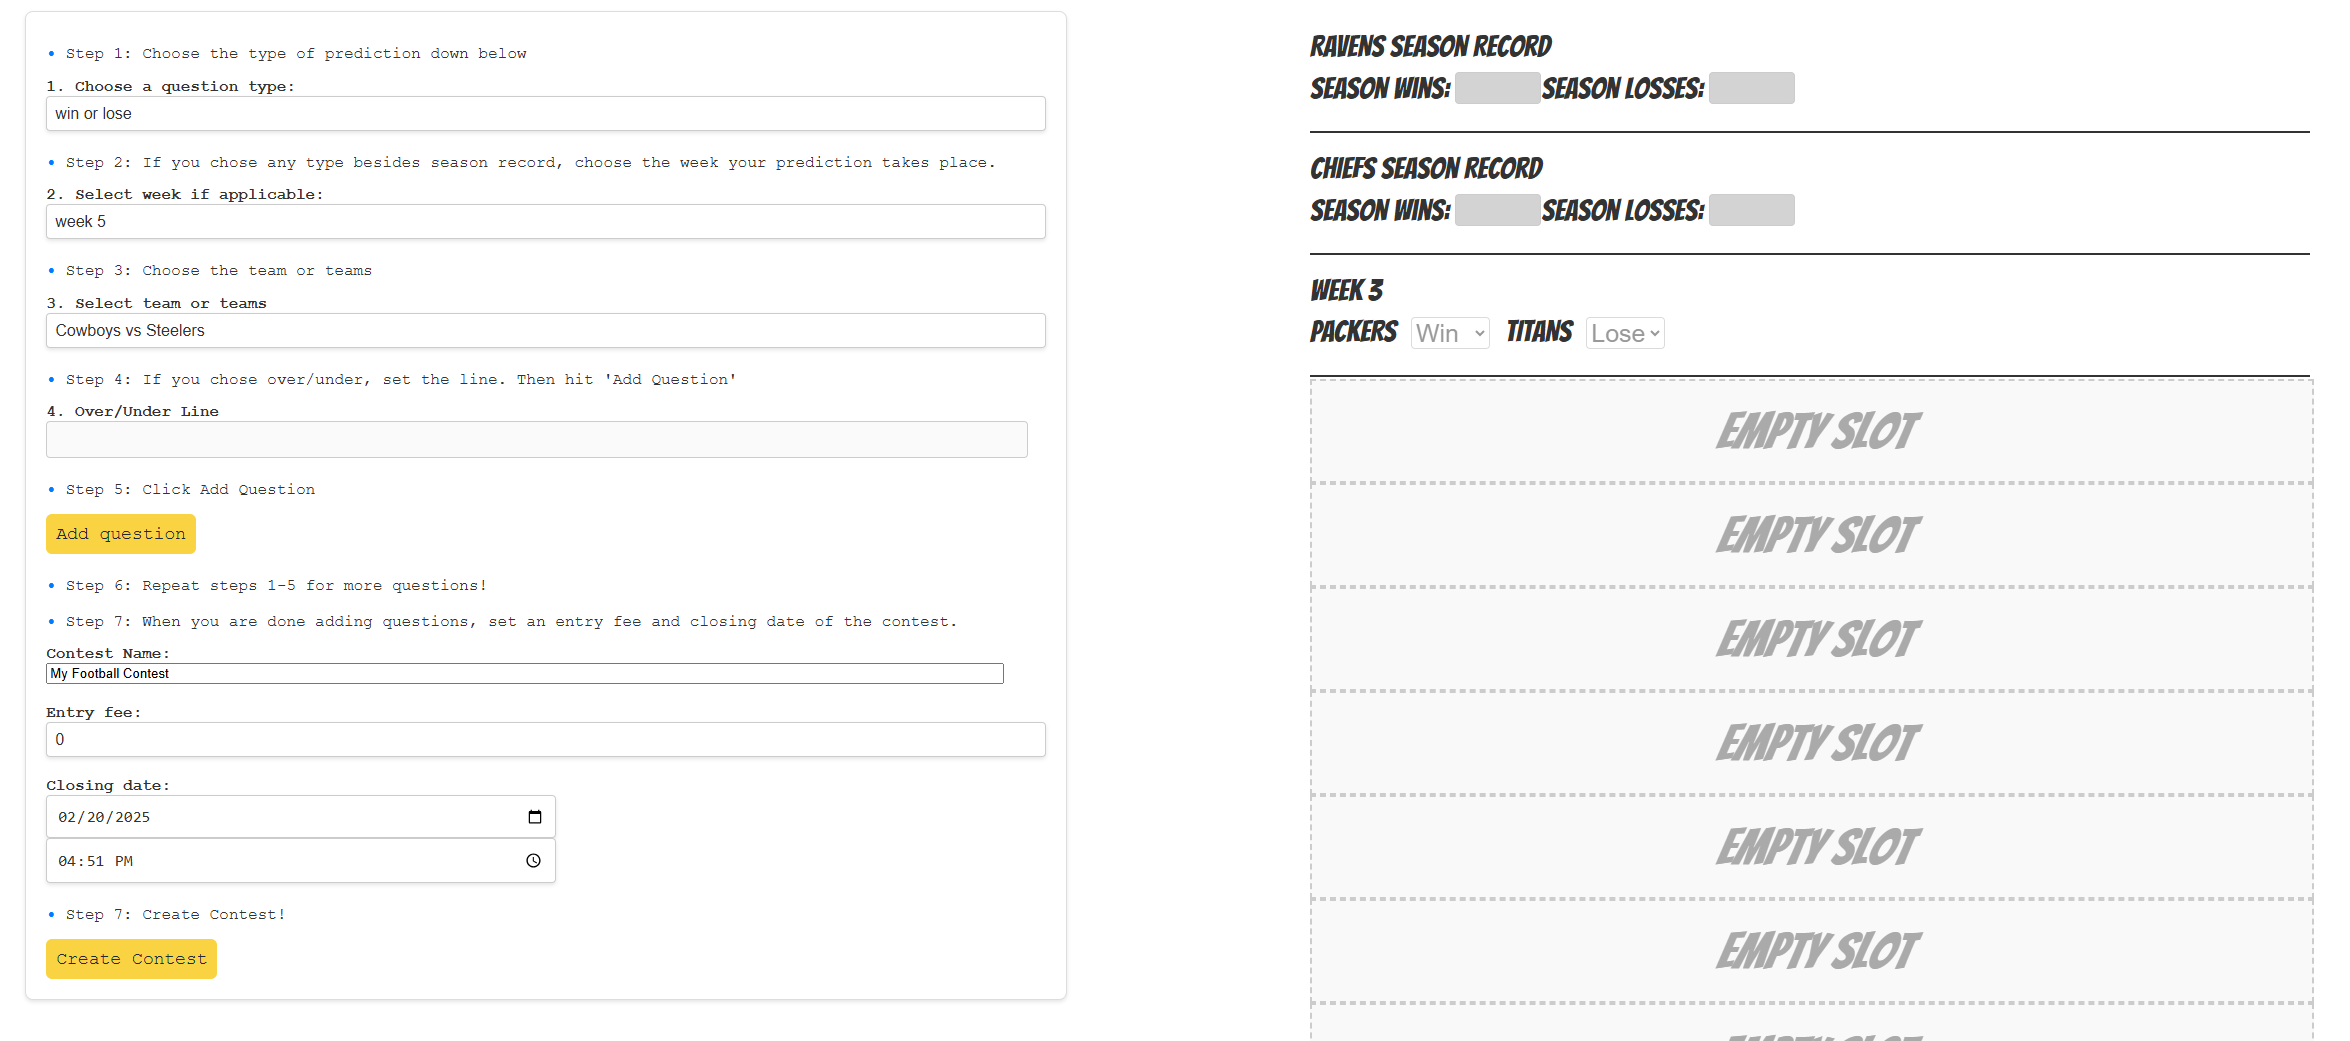 • Step 1: Choose the type of prediction down below
1. Choose a question type:
win or lose
• Step 2: If you chose any type besides season record, choose the week your prediction takes place.
2. Select week if applicable:
week 5
• Step 3: Choose the team or teams
3. Select team or teams
Cowboys vs Steelers
• Step 4: If you chose over/under, set the line. Then hit 'Add Question'
4. Over/Under Line
• Step 5: Click Add Question
Add question
• Step 6: Repeat steps 1-5 for more questions!
• Step 7: When you are done adding questions, set an entry fee and closing date of the contest.
Contest Name:
My Football Contest
Entry fee:
0
Closing date:
02/20/2025
04:51 PM
• Step 7: Create Contest!
Create Contest
RAVENS SEASON RECORD
SEASON WINS: SEASON LOSSES:
CHIEFS SEASON RECORD
SEASON WINS: SEASON LOSSES:
WEEK 3
PACKERS Win TITANS Lose
EMPTY SLOT
EMPTY SLOT
EMPTY SLOT
EMPTY SLOT
EMPTY SLOT
EMPTY SLOT